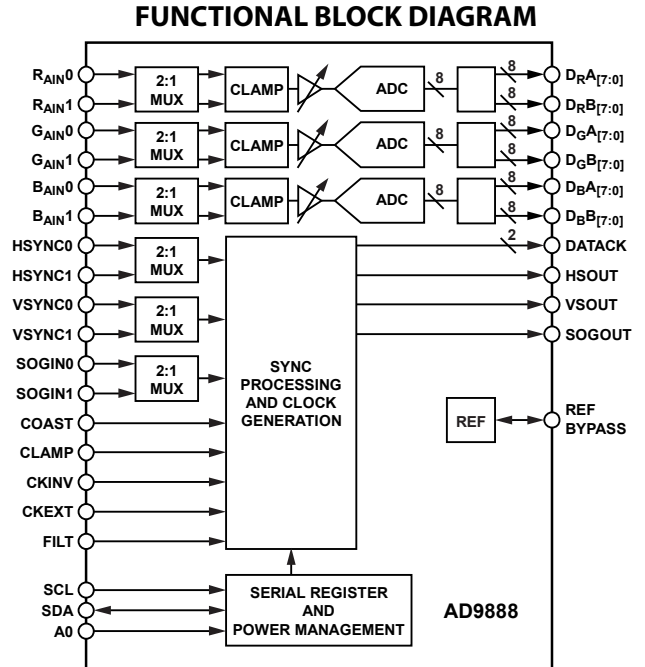 FUNCTIONAL BLOCK DIAGRAM
RAIN0
2:1
MUX
CLAMP
ADC
8
8
DRA[7:0]
RAIN1
8
DRB[7:0]
GAIN0
2:1
MUX
CLAMP
ADC
8
8
DGA[7:0]
GAIN1
8
DGB[7:0]
BAIN0
2:1
MUX
CLAMP
ADC
8
8
DBA[7:0]
BAIN1
8
DBB[7:0]
HSYNC0
2:1
MUX
HSYNC1
VSYNC0
2:1
MUX
VSYNC1
SOGIN0
2:1
MUX
SOGIN1
COAST
CLAMP
CKINV
CKEXT
FILT
SYNC
PROCESSING
AND CLOCK
GENERATION
2
DATACK
HSOUT
VSOUT
SOGOUT
REF
REF
BYPASS
SCL
SDA
A0
SERIAL REGISTER
AND
POWER MANAGEMENT
AD9888